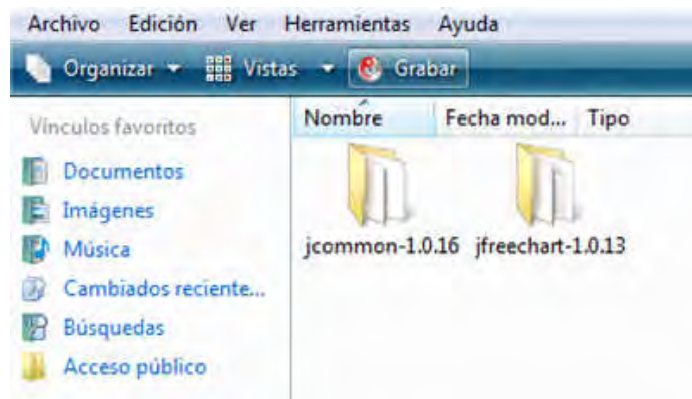 Archivo Edición Ver Herramientas Ayuda
Organizar Vistas Grabar
Vínculos favoritos
Documentos
Imágenes
Música
Cambiados reciente...
Búsquedas
Acceso público
Nombre Fecha mod... Tipo
jcommon-1.0.16 jfreechart-1.0.13